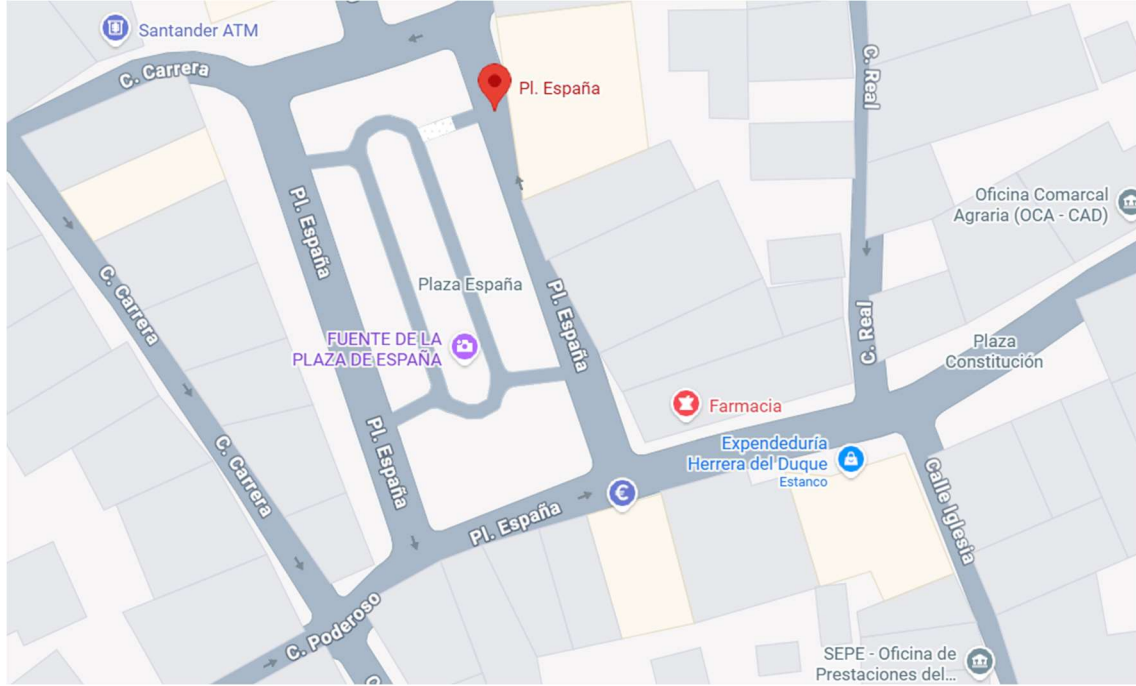 Santander ATM
C. Carrera
Pl. España
C. Real
Oficina Comarcal
Agraria (OCA - CAD)
Pl. España
C. Carrera
Plaza España
Pl. España
FUENTE DE LA
PLAZA DE ESPAÑA
C. Real
Plaza
Constitución
Farmacia
Pl. España
C. Carrera
Expendeduría
Herrera del Duque
Estanco
€
Pl. España
Calle Iglesia
C. Poderoso
SEPE - Oficina de
Prestaciones del...